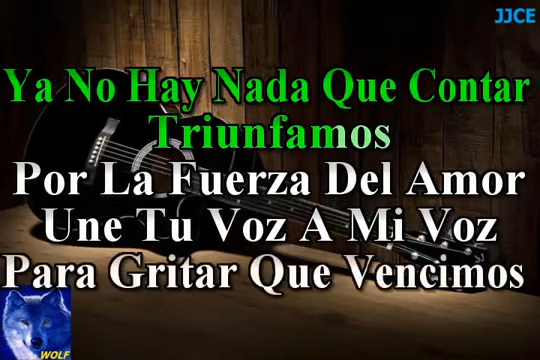 JJCE
Ya No Hay Nada Que Contar
Triunfamos
Por La Fuerza Del Amor
Une Tu Voz A Mi Voz
Para Gritar Que Vencimos
WOLF